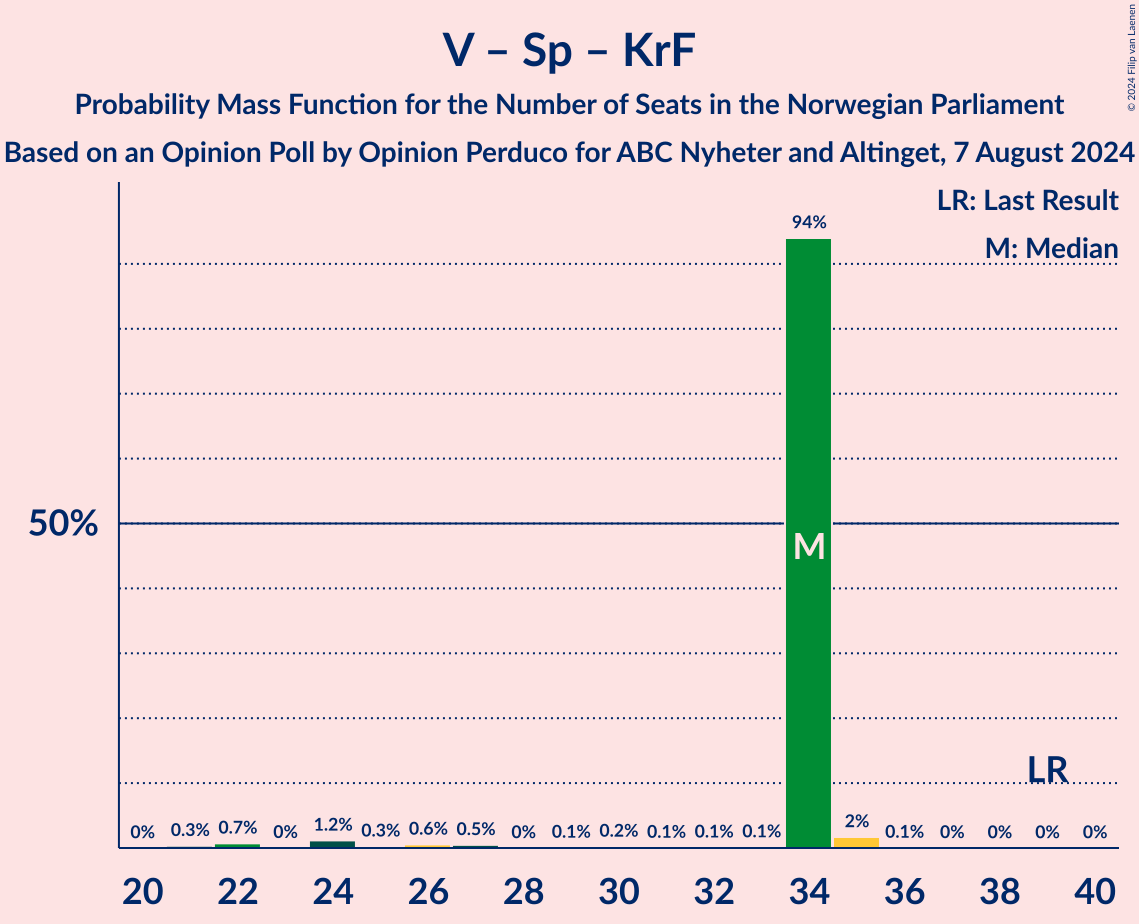 V – Sp – KrF
Probability Mass Function for the Number of Seats in the Norwegian Parliament
Based on an Opinion Poll by Opinion Perduco for ABC Nyheter and Altinget, 7 August 2024
© 2024 Filip van Laenen
LR: Last Result
M: Median
94%
50%
M
LR
0% 0.3% 0.7% 0% 1.2% 0.3% 0.6% 0.5% 0% 0.1% 0.2% 0.1% 0.1% 0.1% 2% 0.1% 0% 0% 0% 0%
20 22 24 26 28 30 32 34 36 38 40